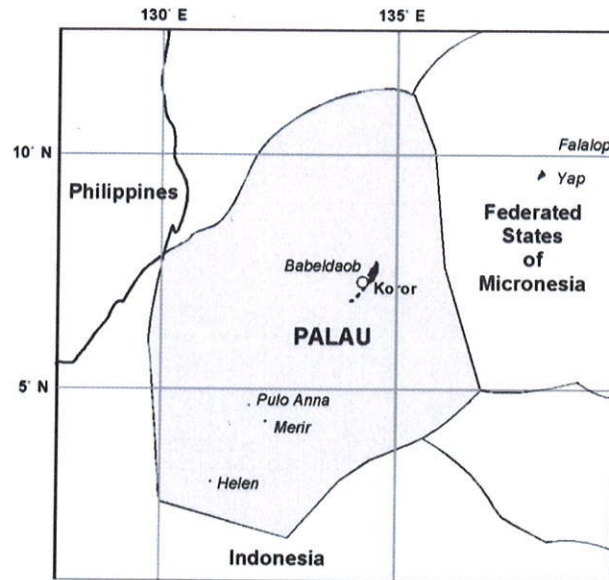 130° E
135° E
10° N
Falalop
Yap
Philippines
Federated
States
of
Micronesia
Babeldaob
Koror
PALAU
5° N
Pulo Anna
Merir
Helen
Indonesia